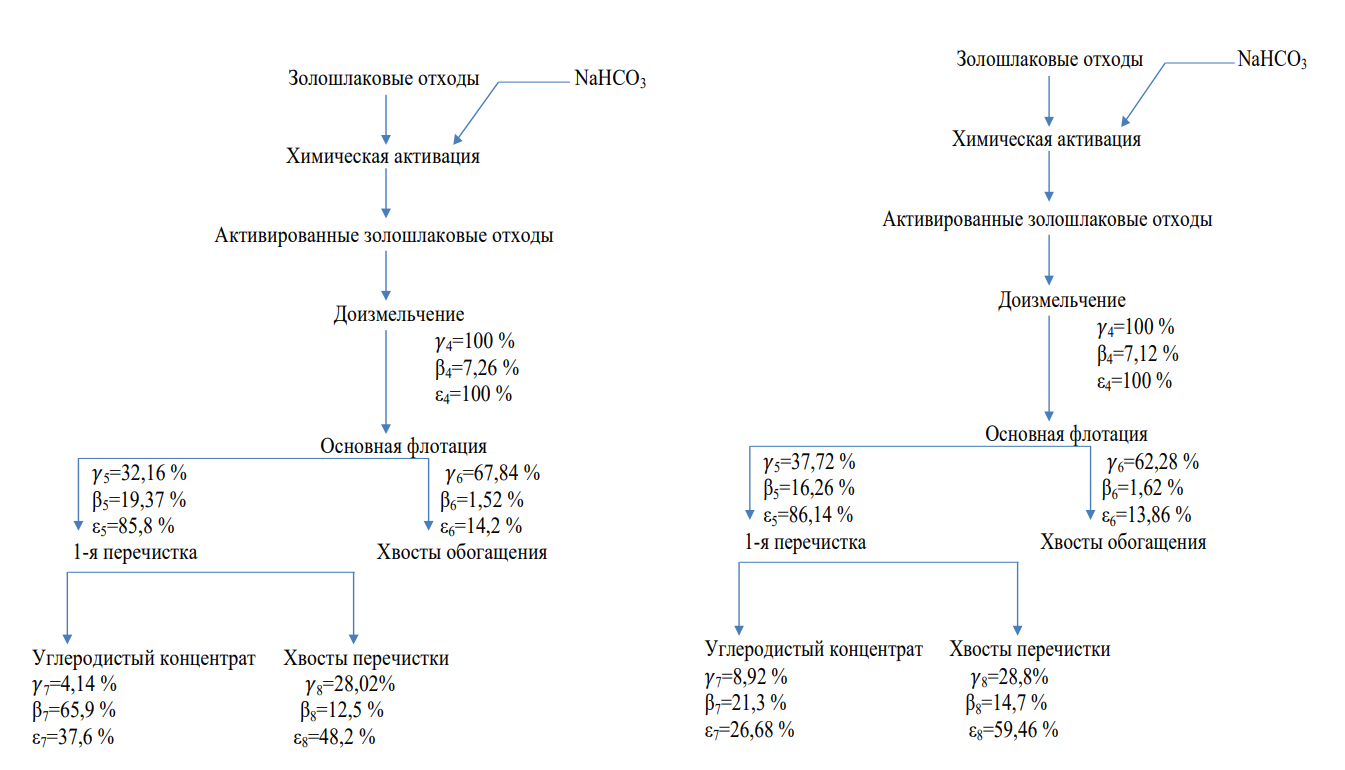 Золошлаковые отходы
NaHCO₃
Химическая активация
Активированные золошлаковые отходы
Доизмельчение
γ₄=100 %
β₄=7,26 %
ε₄=100 %
Основная флотация
γ₅=32,16 %
β₅=19,37 %
ε₅=85,8 %
1-я перечистка
γ₆=67,84 %
β₆=1,52 %
ε₆=14,2 %
Хвосты обогащения
Углеродистый концентрат
γ₇=4,14 %
β₇=65,9 %
ε₇=37,6 %
Хвосты перечистки
γ₈=28,02%
β₈=12,5 %
ε₈=48,2 %
Золошлаковые отходы
NaHCO₃
Химическая активация
Активированные золошлаковые отходы
Доизмельчение
γ₄=100 %
β₄=7,12 %
ε₄=100 %
Основная флотация
γ₅=37,72 %
β₅=16,26 %
ε₅=86,14 %
1-я перечистка
γ₆=62,28 %
β₆=1,62 %
ε₆=13,86 %
Хвосты обогащения
Углеродистый концентрат
γ₇=8,92 %
β₇=21,3 %
ε₇=26,68 %
Хвосты перечистки
γ₈=28,8%
β₈=14,7 %
ε₈=59,46 %